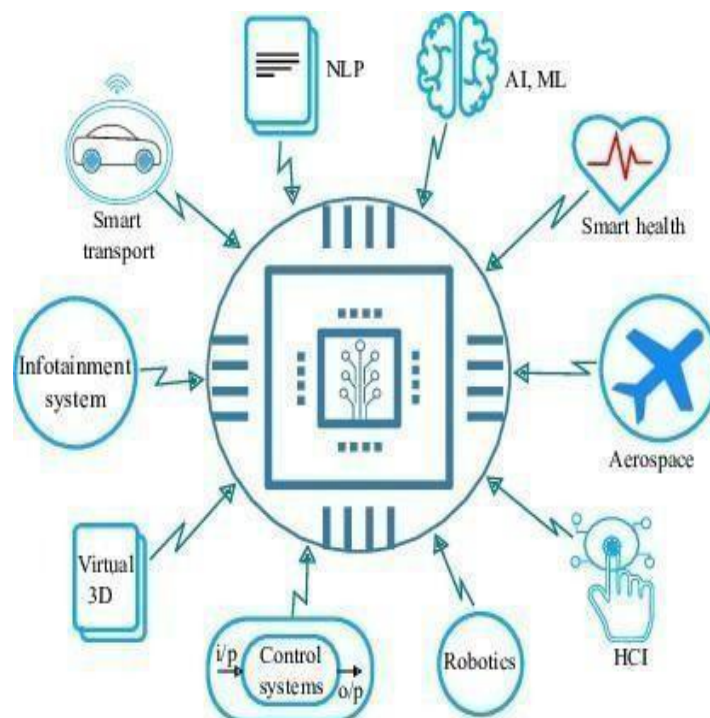 NLP
AI, ML
Smart
transport
Smart health
Infotainment
system
Aerospace
Virtual
3D
i/p
Control
systems
o/p
Robotics
HCI